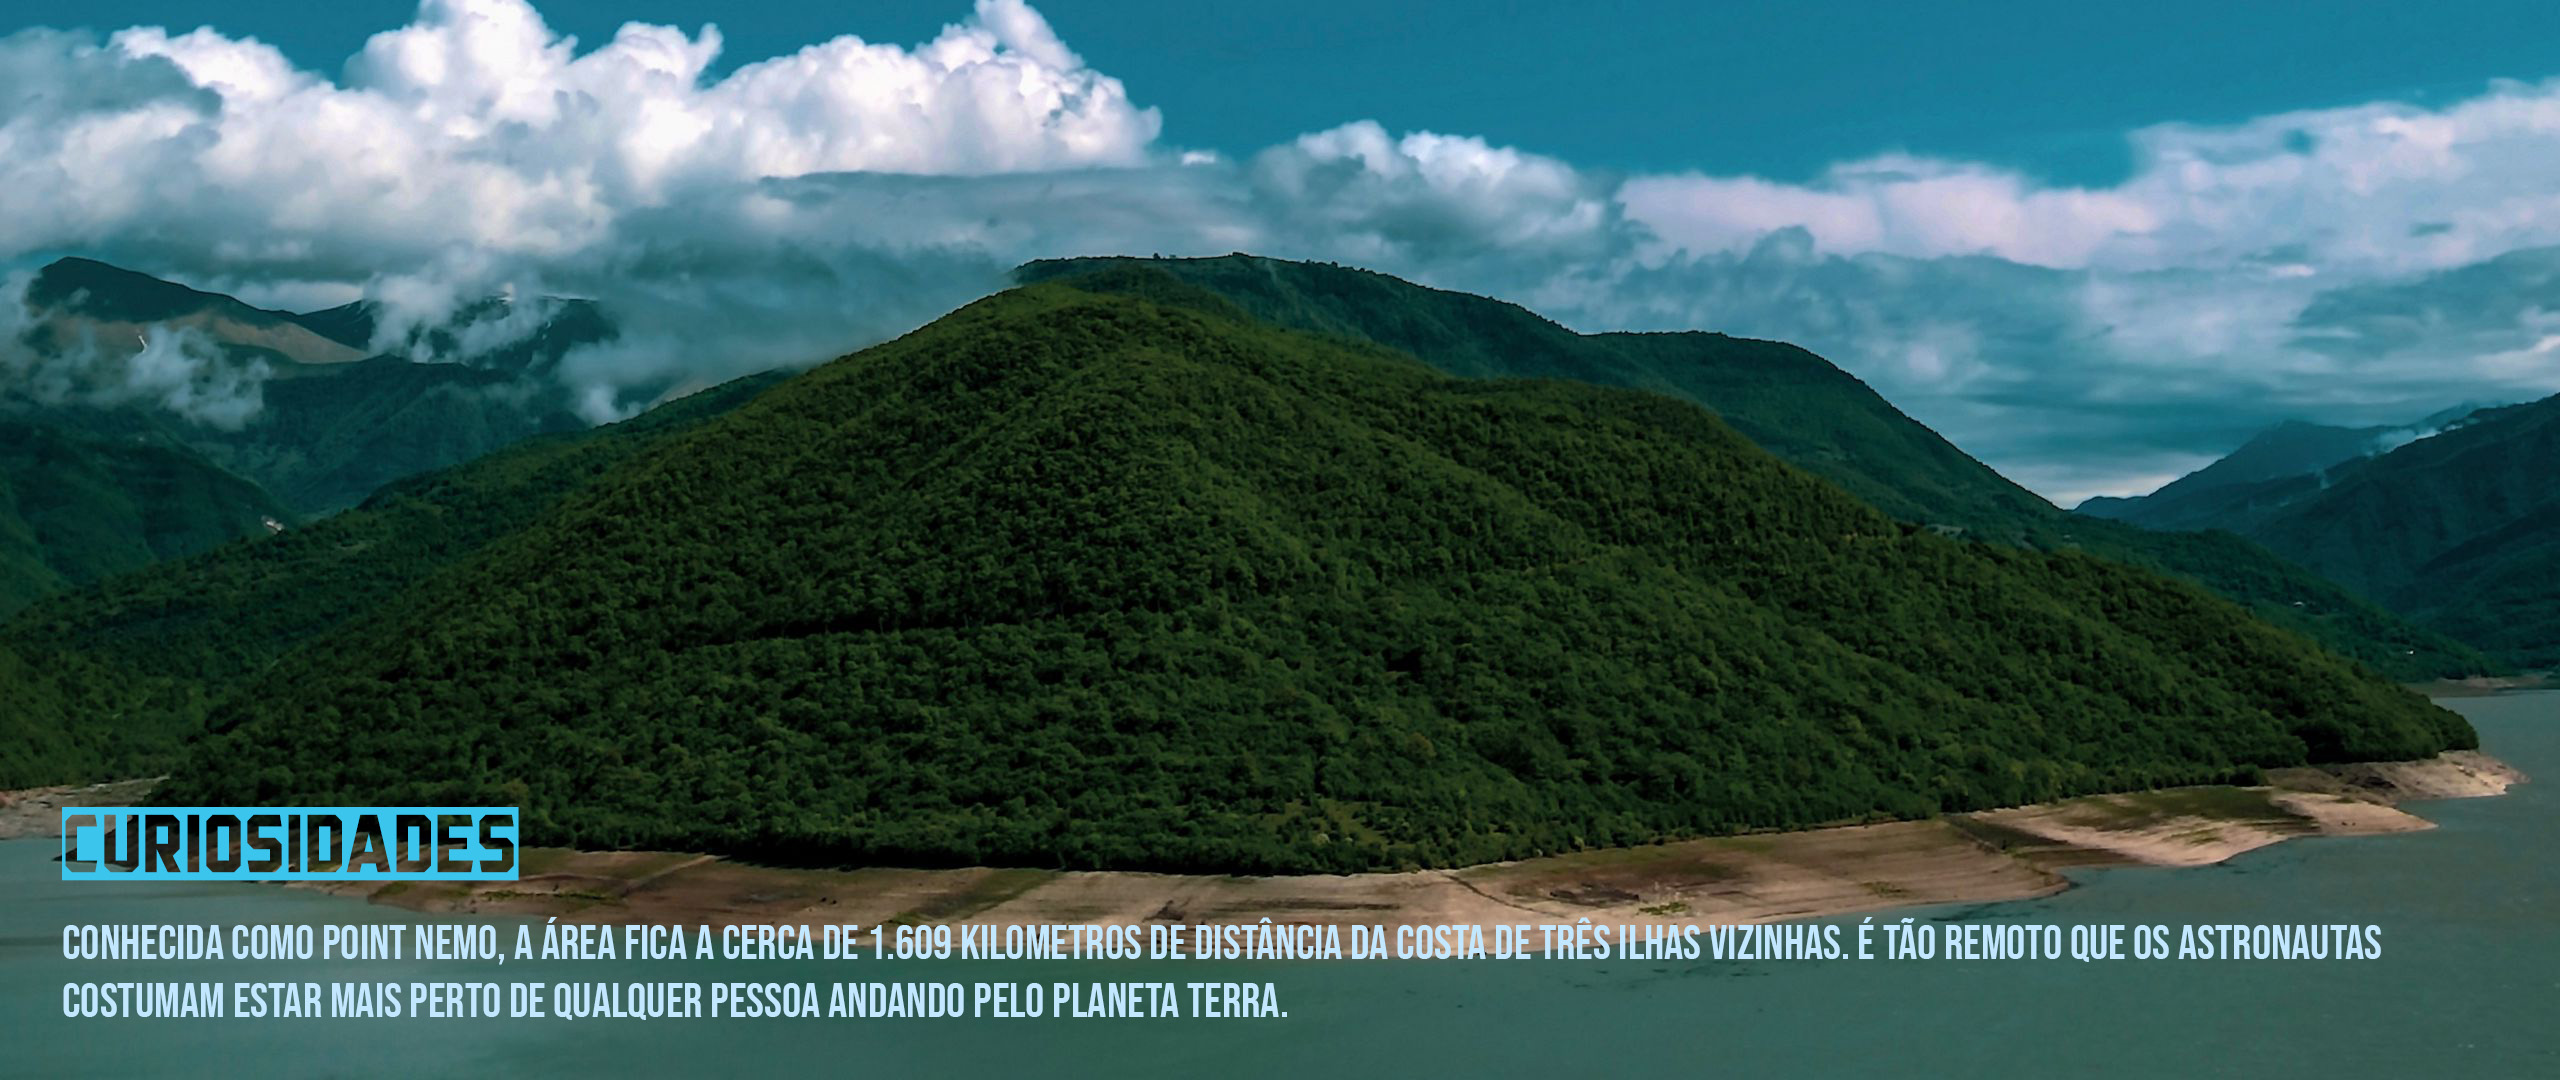 CURIOSIDADES
CONHECIDA COMO POINT NEMO, A ÁREA FICA A CERCA DE 1.609 KILOMETROS DE DISTÂNCIA DA COSTA DE TRÊS ILHAS VIZINHAS. É TÃO REMOTO QUE OS ASTRONAUTAS
COSTUMAM ESTAR MAIS PERTO DE QUALQUER PESSOA ANDANDO PELO PLANETA TERRA.